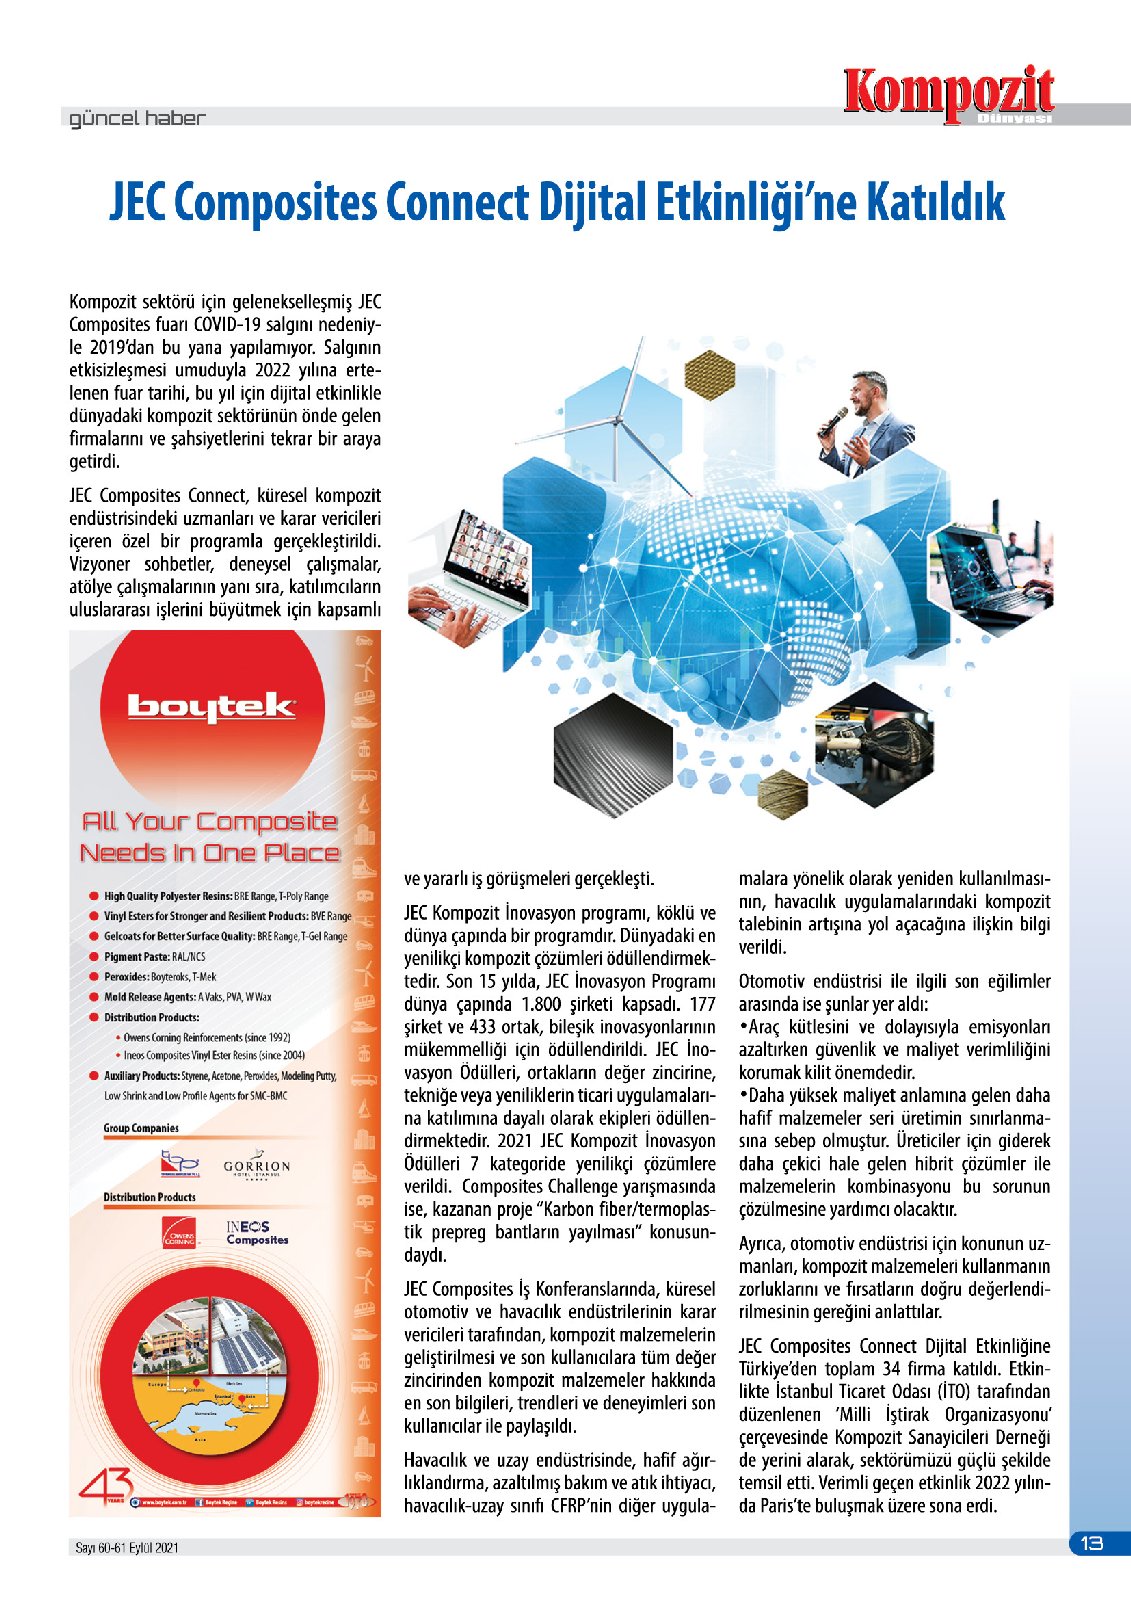 güncel haber
Kompozit
Dünyası
JEC Composites Connect Dijital Etkinliği’ne Katıldık
Kompozit sektörü için gelenekselleşmiş JEC
Composites fuarı COVID-19 salgını nedeniy-
le 2019’dan bu yana yapılamıyor. Salgının
etkisizleşmesi umuduyla 2022 yılına erte-
lenen fuar tarihi, bu yıl için dijital etkinlikle
dünyadaki kompozit sektörünün önde gelen
firmalarını ve şahsiyetlerini tekrar bir araya
getirdi.
JEC Composites Connect, küresel kompozit
endüstrisindeki uzmanları ve karar vericileri
içeren özel bir programla gerçekleştirildi.
Vizyoner sohbetler, deneysel çalışmalar,
atölye çalışmalarının yanı sıra, katılımcıların
uluslararası işlerini büyütmek için kapsamlı
boytek
All Your Composite
Needs In One Place
High Quality Polyester Resins: BRE Range, T-Poly Range
Vinyl Esters for Stronger and Resilient Products: BVE Range
Gelcoats for Better Surface Quality: BRE Range, T-Gel Range
Pigment Paste: RAL/NCS
Peroxides: Boyteroks, T-Mek
Mold Release Agents: A Vaks, PVA, W Wax
Distribution Products:
• Owens Corning Reinforcements (since 1992)
• Ineos Composites Vinyl Ester Resins (since 2004)
Auxiliary Products: Styrene, Acetone, Peroxides, Modeling Putty,
Low Shrink and Low Profile Agents for SMC-BMC
Group Companies
GORRION
HOTEL İSTANBUL
Distribution Products
OWENS
CORNING
INEOS
Composites
43
YEARS
www.boytek.com.tr
Boytek Reçine
Boytek Resins
boytekrecine
ve yararlı iş görüşmeleri gerçekleşti.
JEC Kompozit İnovasyon programı, köklü ve
dünya çapında bir programdır. Dünyadaki en
yenilikçi kompozit çözümleri ödüllendirmek-
tedir. Son 15 yılda, JEC İnovasyon Programı
dünya çapında 1.800 şirketi kapsadı. 177
şirket ve 433 ortak, bileşik inovasyonlarının
mükemmelliği için ödüllendirildi. JEC İno-
vasyon Ödülleri, ortakların değer zincirine,
tekniğe veya yeniliklerin ticari uygulamaları-
na katılımına dayalı olarak ekipleri ödüllen-
dirmektedir. 2021 JEC Kompozit İnovasyon
Ödülleri 7 kategoride yenilikçi çözümlere
verildi. Composites Challenge yarışmasında
ise, kazanan proje “Karbon fiber/termoplas-
tik prepreg bantların yayılması” konusun-
daydı.
JEC Composites İş Konferanslarında, küresel
otomotiv ve havacılık endüstrilerinin karar
vericileri tarafından, kompozit malzemelerin
geliştirilmesi ve son kullanıcılara tüm değer
zincirinden kompozit malzemeler hakkında
en son bilgileri, trendleri ve deneyimleri son
kullanıcılar ile paylaşıldı.
Havacılık ve uzay endüstrisinde, hafif ağır-
lıklandırma, azaltılmış bakım ve atık ihtiyacı,
havacılık-uzay sınıfı CFRP’nin diğer uygula-
malara yönelik olarak yeniden kullanılması-
nın, havacılık uygulamalarındaki kompozit
talebinin artışına yol açacağına ilişkin bilgi
verildi.
Otomotiv endüstrisi ile ilgili son eğilimler
arasında ise şunlar yer aldı:
•Araç kütlesini ve dolayısıyla emisyonları
azaltırken güvenlik ve maliyet verimliliğini
korumak kilit önemdedir.
•Daha yüksek maliyet anlamına gelen daha
hafif malzemeler seri üretimin sınırlanma-
sına sebep olmuştur. Üreticiler için giderek
daha çekici hale gelen hibrit çözümler ile
malzemelerin kombinasyonu bu sorunun
çözülmesine yardımcı olacaktır.
Ayrıca, otomotiv endüstrisi için konunun uz-
manları, kompozit malzemeleri kullanmanın
zorluklarını ve fırsatların doğru değerlendi-
rilmesinin gereğini anlattılar.
JEC Composites Connect Dijital Etkinliğine
Türkiye’den toplam 34 firma katıldı. Etkin-
likte İstanbul Ticaret Odası (İTO) tarafından
düzenlenen ‘Milli İştirak Organizasyonu’
çerçevesinde Kompozit Sanayicileri Derneği
de yerini alarak, sektörümüzü güçlü şekilde
temsil etti. Verimli geçen etkinlik 2022 yılın-
da Paris’te buluşmak üzere sona erdi.
Sayı 60-61 Eylül 2021
13